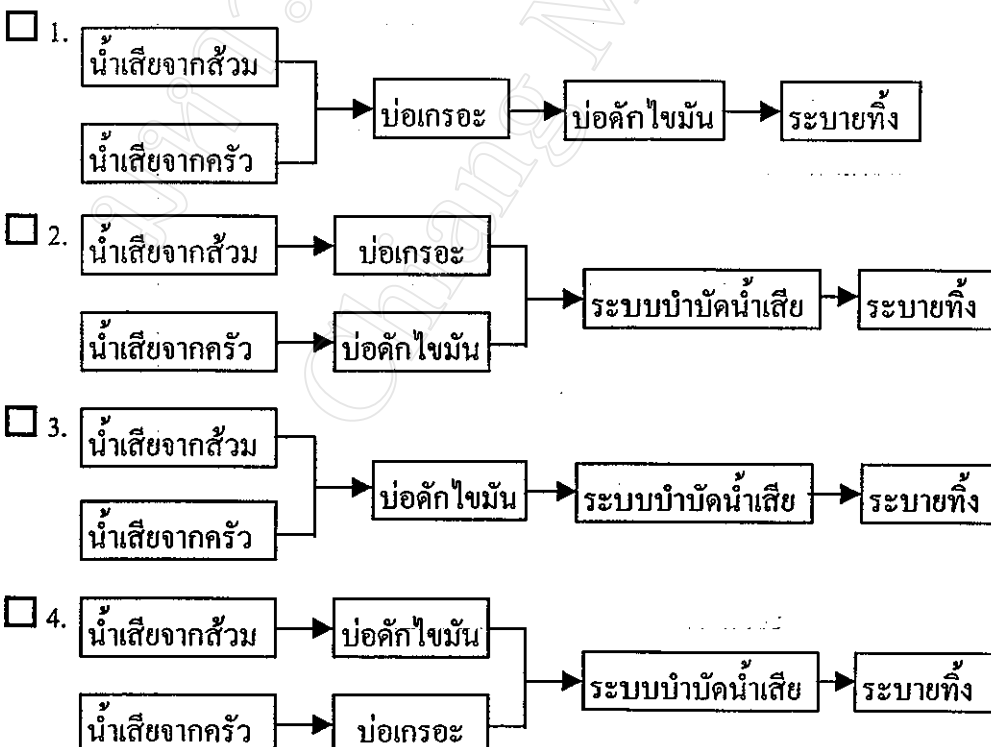 1.
น้ำเสียจากส้วม
น้ำเสียจากครัว
บ่อเกรอะ
บ่อดักไขมัน
ระบายทิ้ง
2.
น้ำเสียจากส้วม
บ่อเกรอะ
น้ำเสียจากครัว
บ่อดักไขมัน
ระบบบำบัดน้ำเสีย
ระบายทิ้ง
3.
น้ำเสียจากส้วม
น้ำเสียจากครัว
บ่อดักไขมัน
ระบบบำบัดน้ำเสีย
ระบายทิ้ง
4.
น้ำเสียจากส้วม
บ่อดักไขมัน
น้ำเสียจากครัว
บ่อเกรอะ
ระบบบำบัดน้ำเสีย
ระบายทิ้ง
Chiang